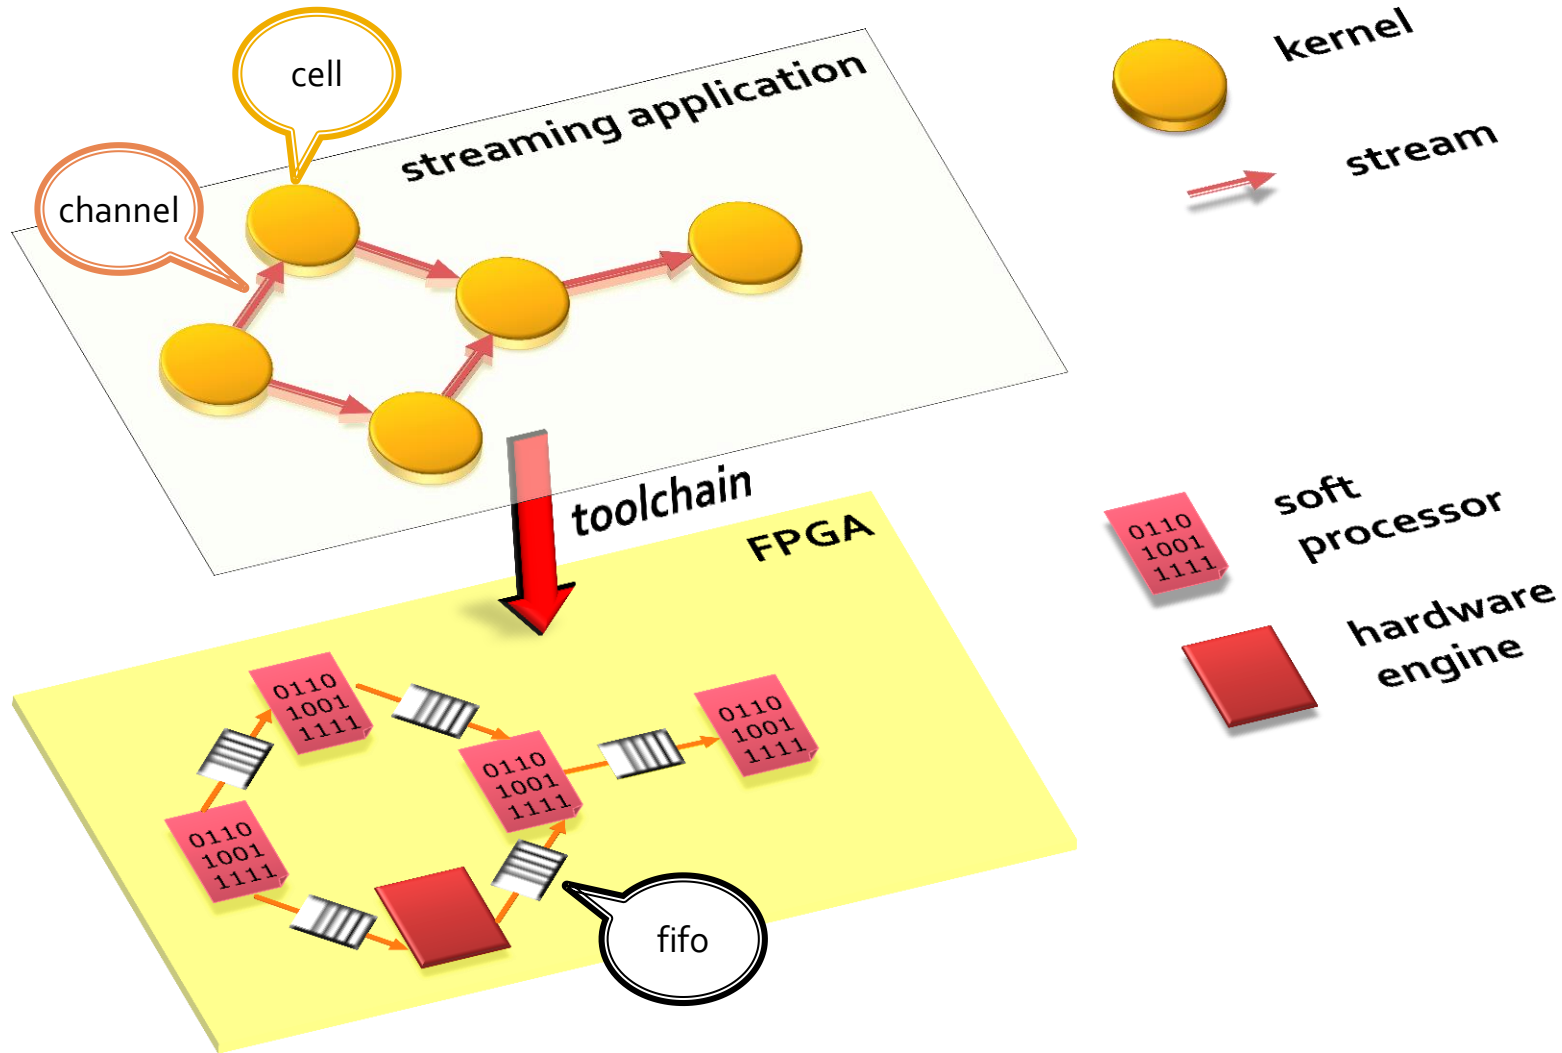 cell
kernel
streaming application
stream
channel
toolchain
soft
processor
FPGA
0110
1001
1111
hardware
engine
0110
1001
1111
0110
1001
1111
0110
1001
1111
0110
1001
1111
fifo